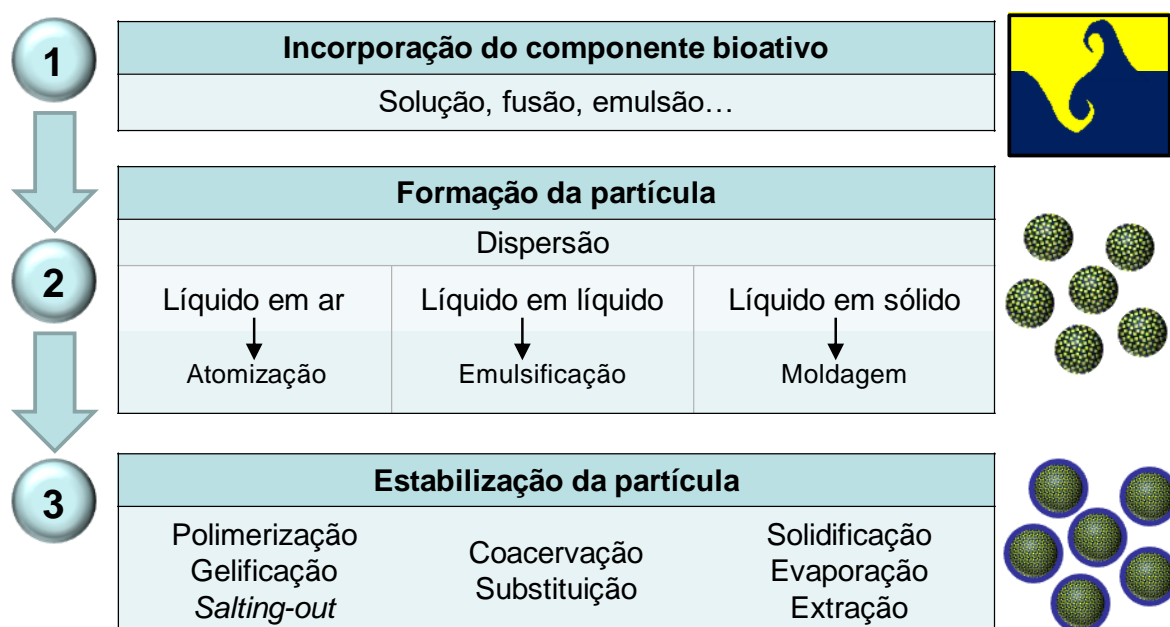 1
Incorporação do componente bioativo
Solução, fusão, emulsão…
2
Formação da partícula
Dispersão
Líquido em ar
Líquido em líquido
Líquido em sólido
Atomização
Emulsificação
Moldagem
3
Estabilização da partícula
Polimerização
Gelificação
Salting-out
Coacervação
Substituição
Solidificação
Evaporação
Extração